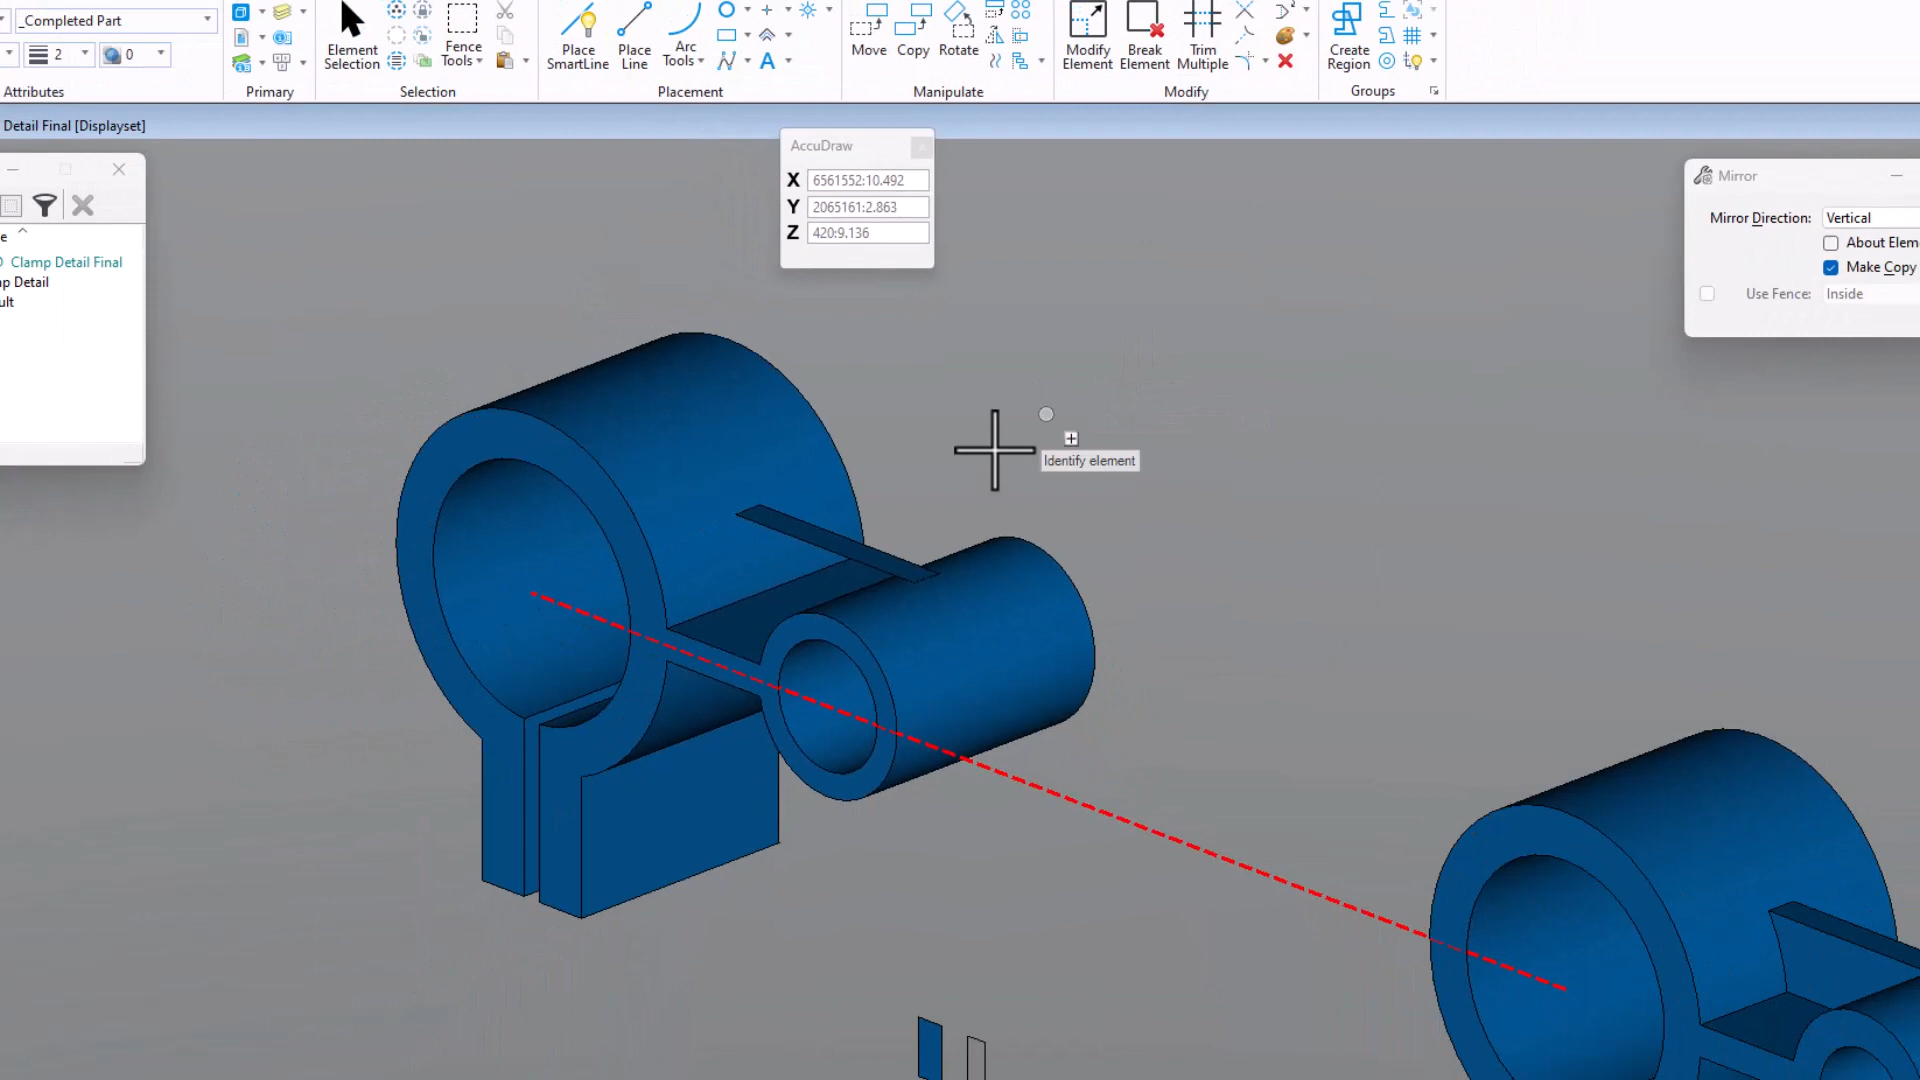 _Completed Part
2
0
Attributes
Primary
Element
Selection
Fence
Tools
Selection
Place
SmartLine
Place
Line
Arc
Tools
Placement
Move
Copy
Rotate
Manipulate
Modify
Element
Break
Element
Trim
Multiple
Modify
Create
Region
Groups
Detail Final [Displayset]
AccuDraw
X 6561552:10.492
Y 2065161:2.863
Z 420:9.136
Clamp Detail Final
p Detail
ult
Identify element
Mirror
Mirror Direction: Vertical
About Elem
Make Copy
Use Fence: Inside